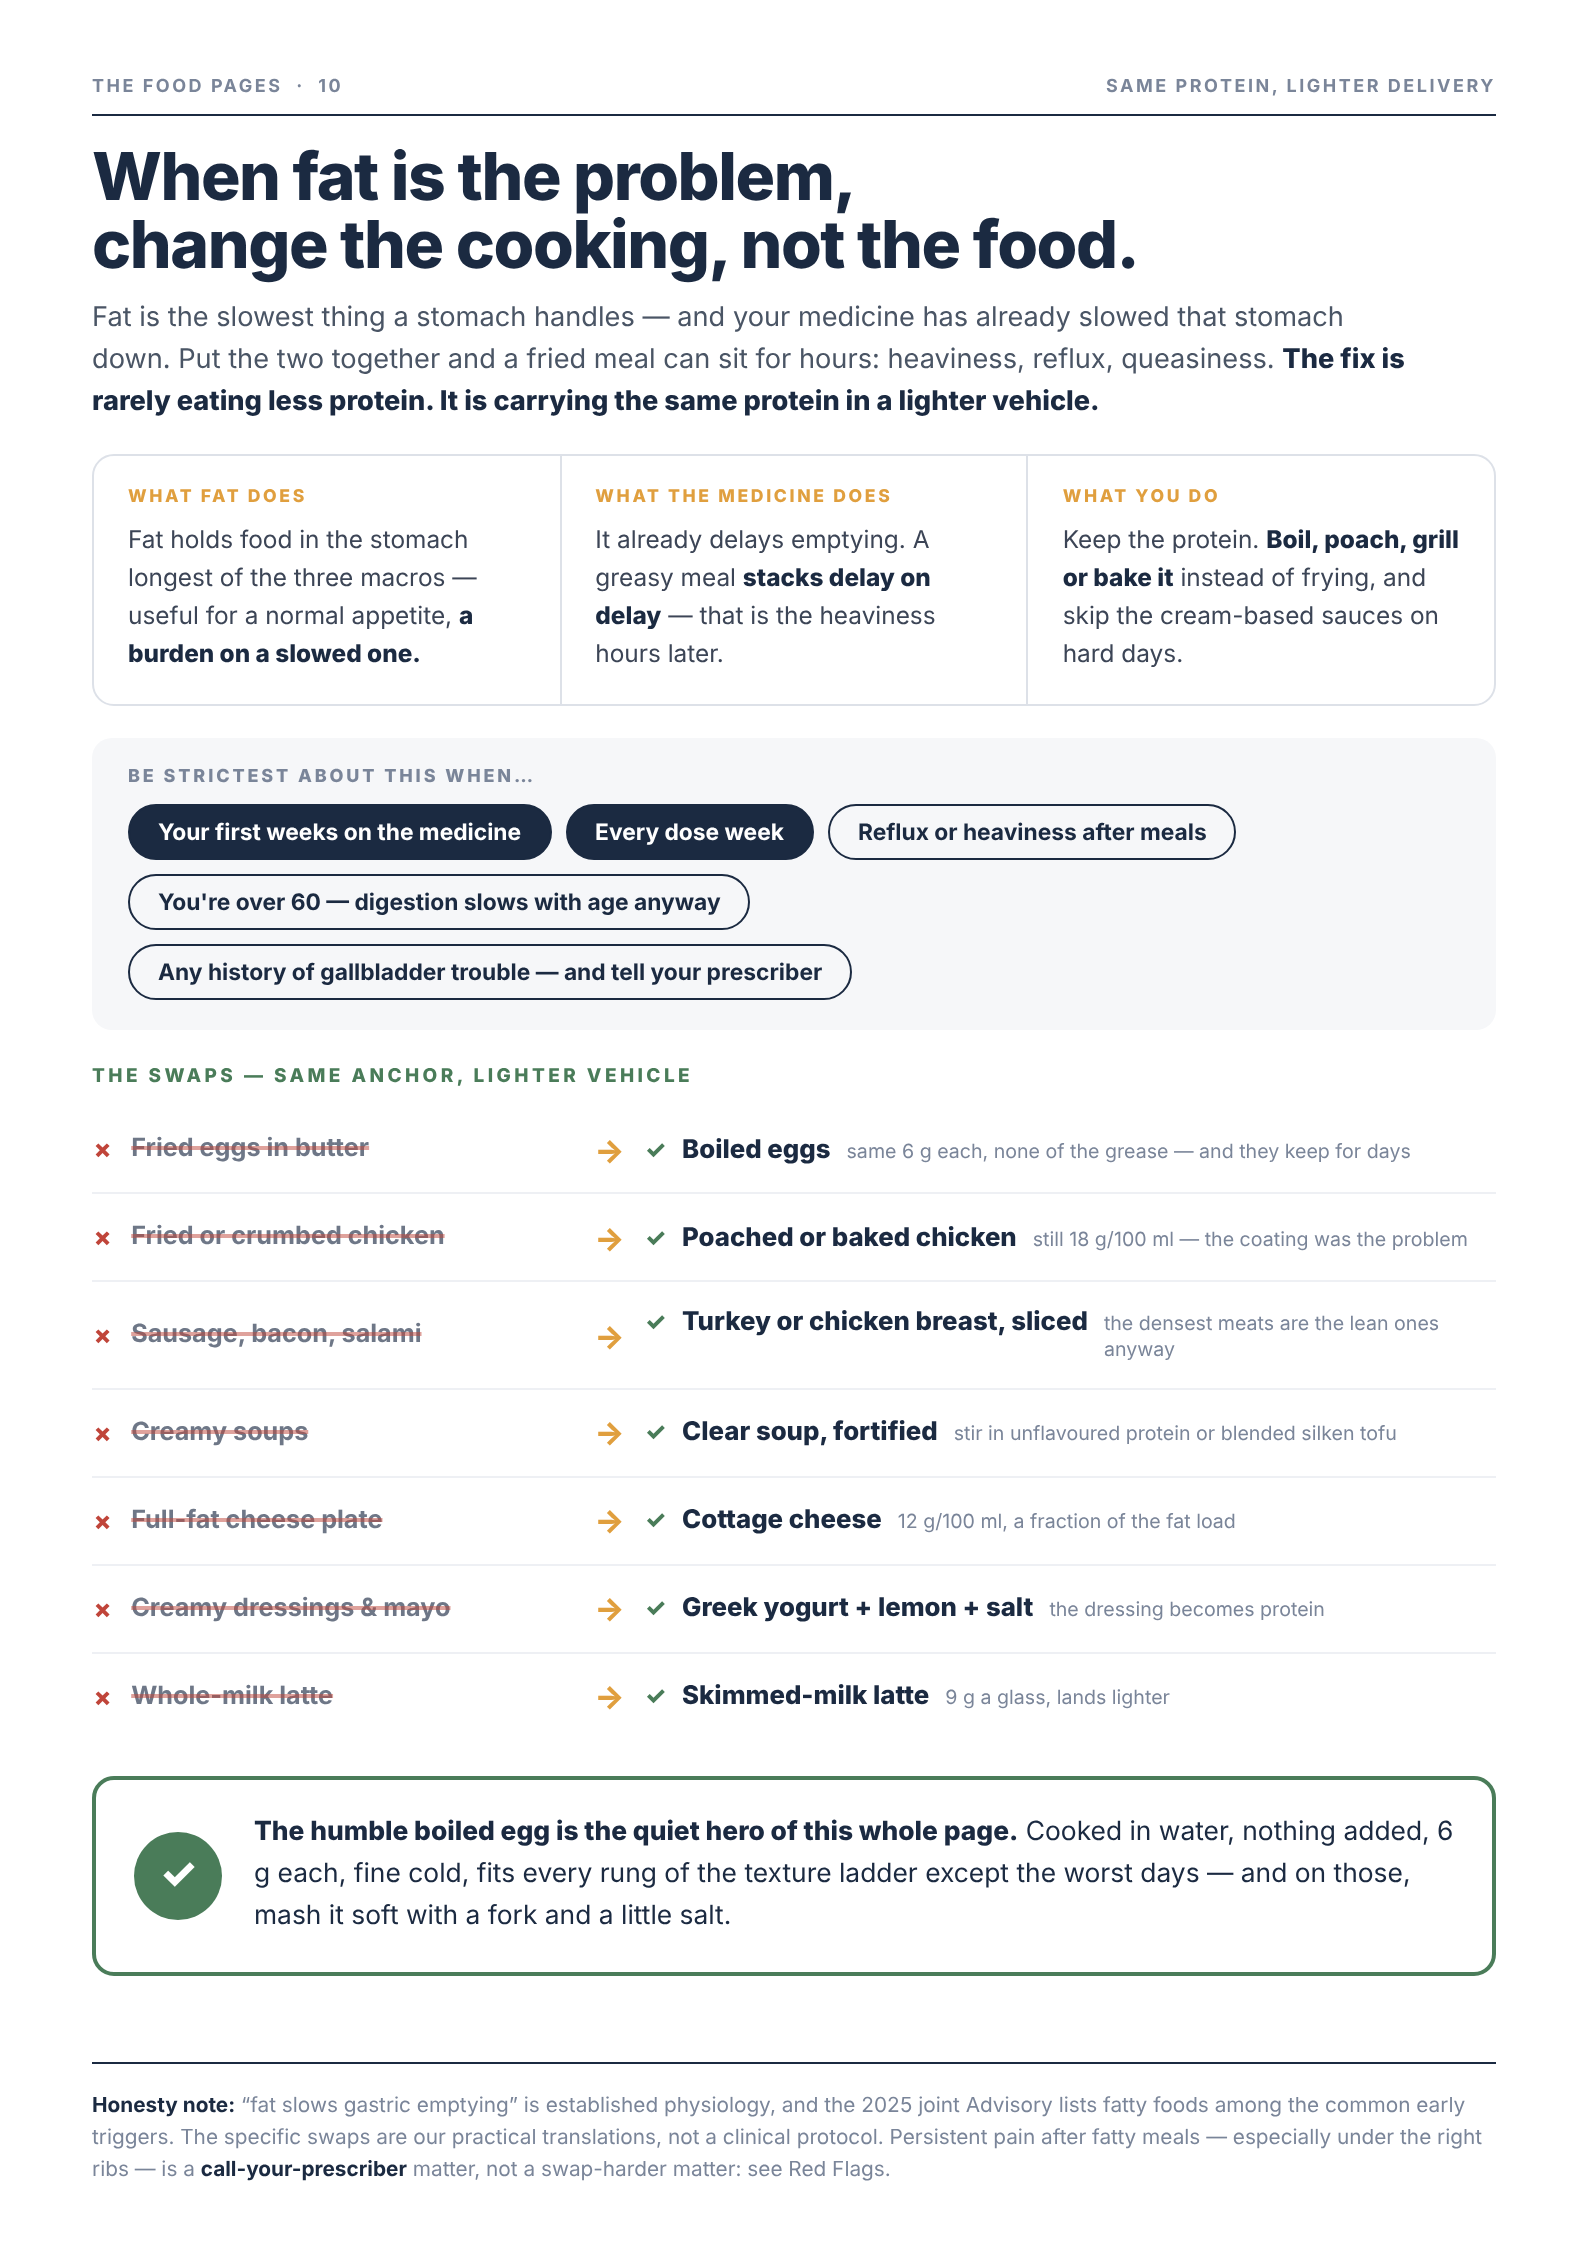 THE FOOD PAGES · 10
SAME PROTEIN, LIGHTER DELIVERY
When fat is the problem,
change the cooking, not the food.
Fat is the slowest thing a stomach handles — and your medicine has already slowed that stomach
down. Put the two together and a fried meal can sit for hours: heaviness, reflux, queasiness. The fix is
rarely eating less protein. It is carrying the same protein in a lighter vehicle.
WHAT FAT DOES
Fat holds food in the stomach
longest of the three macros —
useful for a normal appetite, a
burden on a slowed one.
WHAT THE MEDICINE DOES
It already delays emptying. A
greasy meal stacks delay on
delay — that is the heaviness
hours later.
WHAT YOU DO
Keep the protein. Boil, poach, grill
or bake it instead of frying, and
skip the cream-based sauces on
hard days.
BE STRICTEST ABOUT THIS WHEN…
Your first weeks on the medicine
Every dose week
Reflux or heaviness after meals
You're over 60 — digestion slows with age anyway
Any history of gallbladder trouble — and tell your prescriber
THE SWAPS — SAME ANCHOR, LIGHTER VEHICLE
× Fried eggs in butter → ✓ Boiled eggs same 6 g each, none of the grease — and they keep for days
× Fried or crumbed chicken → ✓ Poached or baked chicken still 18 g/100 ml — the coating was the problem
× Sausage, bacon, salami → ✓ Turkey or chicken breast, sliced the densest meats are the lean ones
anyway
× Creamy soups → ✓ Clear soup, fortified stir in unflavoured protein or blended silken tofu
× Full-fat cheese plate → ✓ Cottage cheese 12 g/100 ml, a fraction of the fat load
× Creamy dressings & mayo → ✓ Greek yogurt + lemon + salt the dressing becomes protein
× Whole-milk latte → ✓ Skimmed-milk latte 9 g a glass, lands lighter
The humble boiled egg is the quiet hero of this whole page. Cooked in water, nothing added, 6
g each, fine cold, fits every rung of the texture ladder except the worst days — and on those,
mash it soft with a fork and a little salt.
Honesty note: “fat slows gastric emptying” is established physiology, and the 2025 joint Advisory lists fatty foods among the common early
triggers. The specific swaps are our practical translations, not a clinical protocol. Persistent pain after fatty meals — especially under the right
ribs — is a call-your-prescriber matter, not a swap-harder matter: see Red Flags.